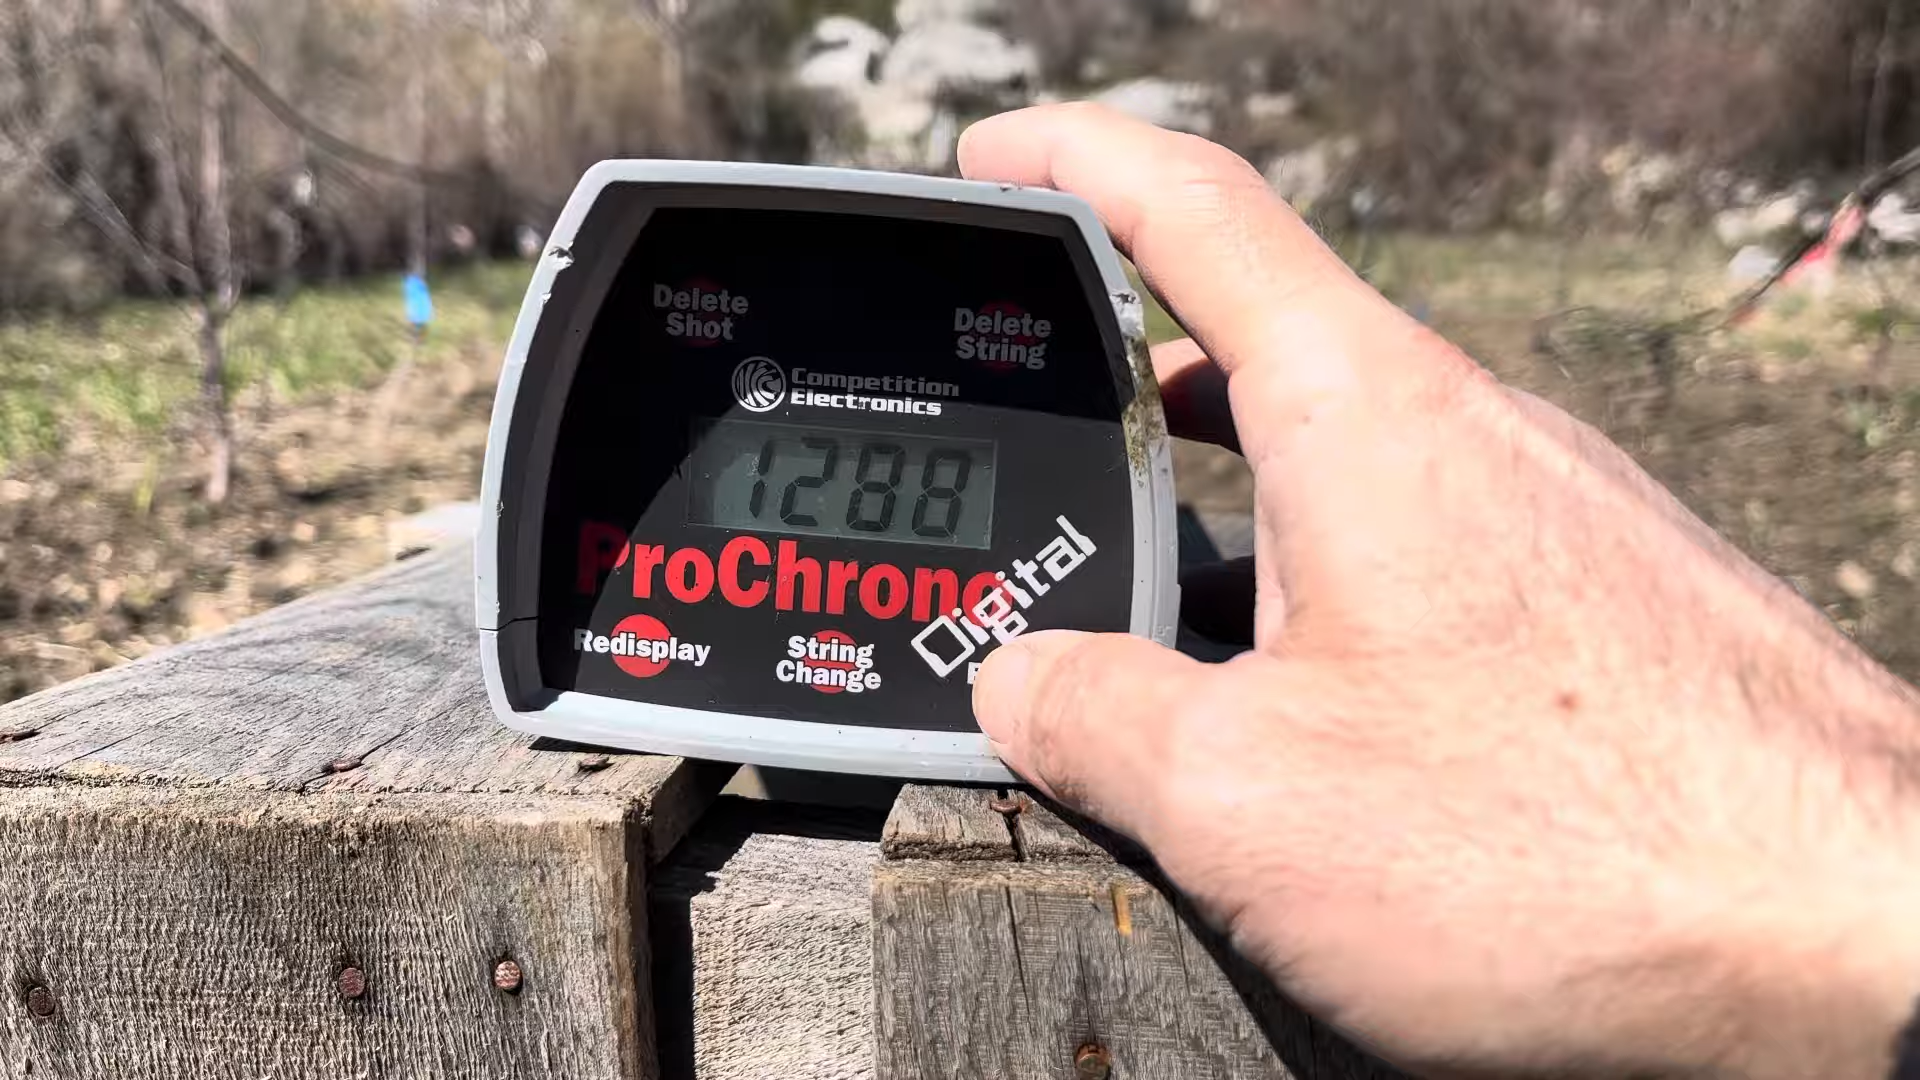 Delete
Shot
Delete
String
Competition
Electronics
1288
ProChrono
Digital
Redisplay
String
Change